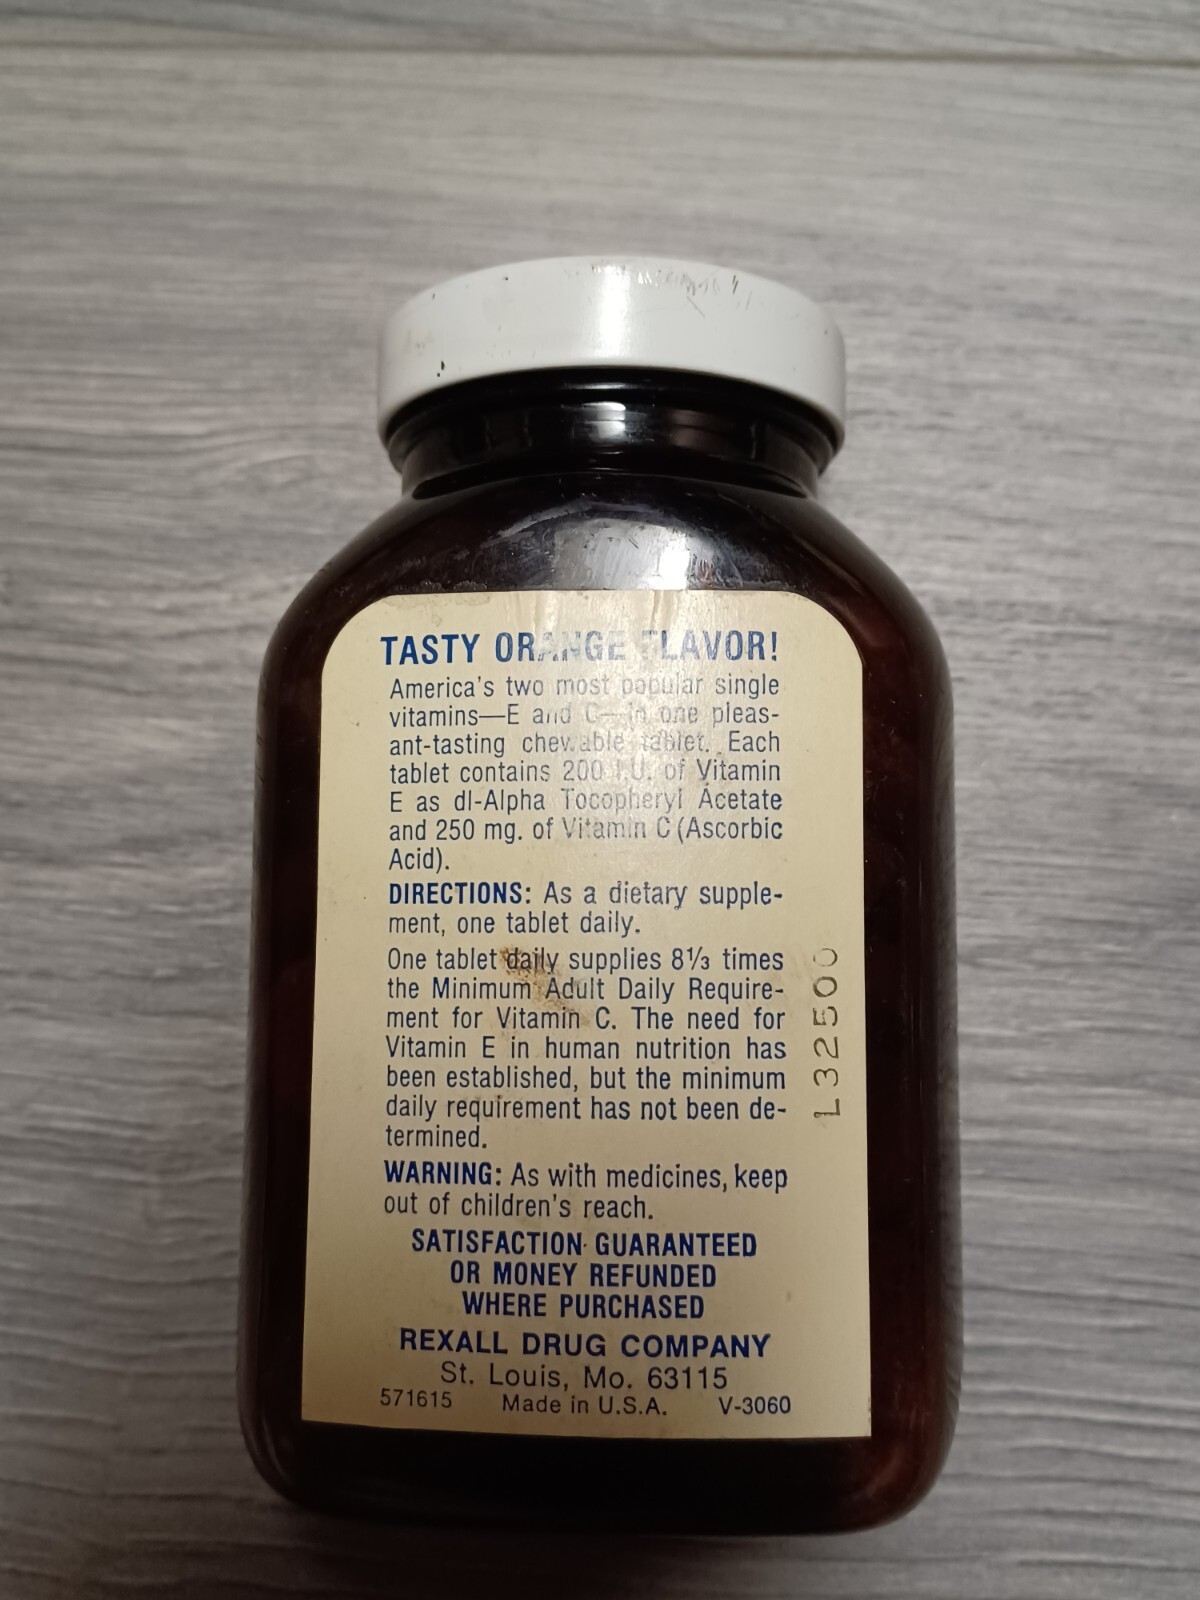 TASTY ORANGE FLAVOR!
America's two most popular single
vitamins—E and C—in one pleas-
ant-tasting chewable tablet. Each
tablet contains 200 I.U. of Vitamin
E as dl-Alpha Tocopheryl Acetate
and 250 mg. of Vitamin C (Ascorbic
Acid).
DIRECTIONS: As a dietary supple-
ment, one tablet daily.
One tablet daily supplies 8⅓ times
the Minimum Adult Daily Require-
ment for Vitamin C. The need for
Vitamin E in human nutrition has
been established, but the minimum
daily requirement has not been de-
termined.
WARNING: As with medicines, keep
out of children's reach.
SATISFACTION GUARANTEED
OR MONEY REFUNDED
WHERE PURCHASED
REXALL DRUG COMPANY
St. Louis, Mo. 63115
571615 Made in U.S.A. V-3060
L32500